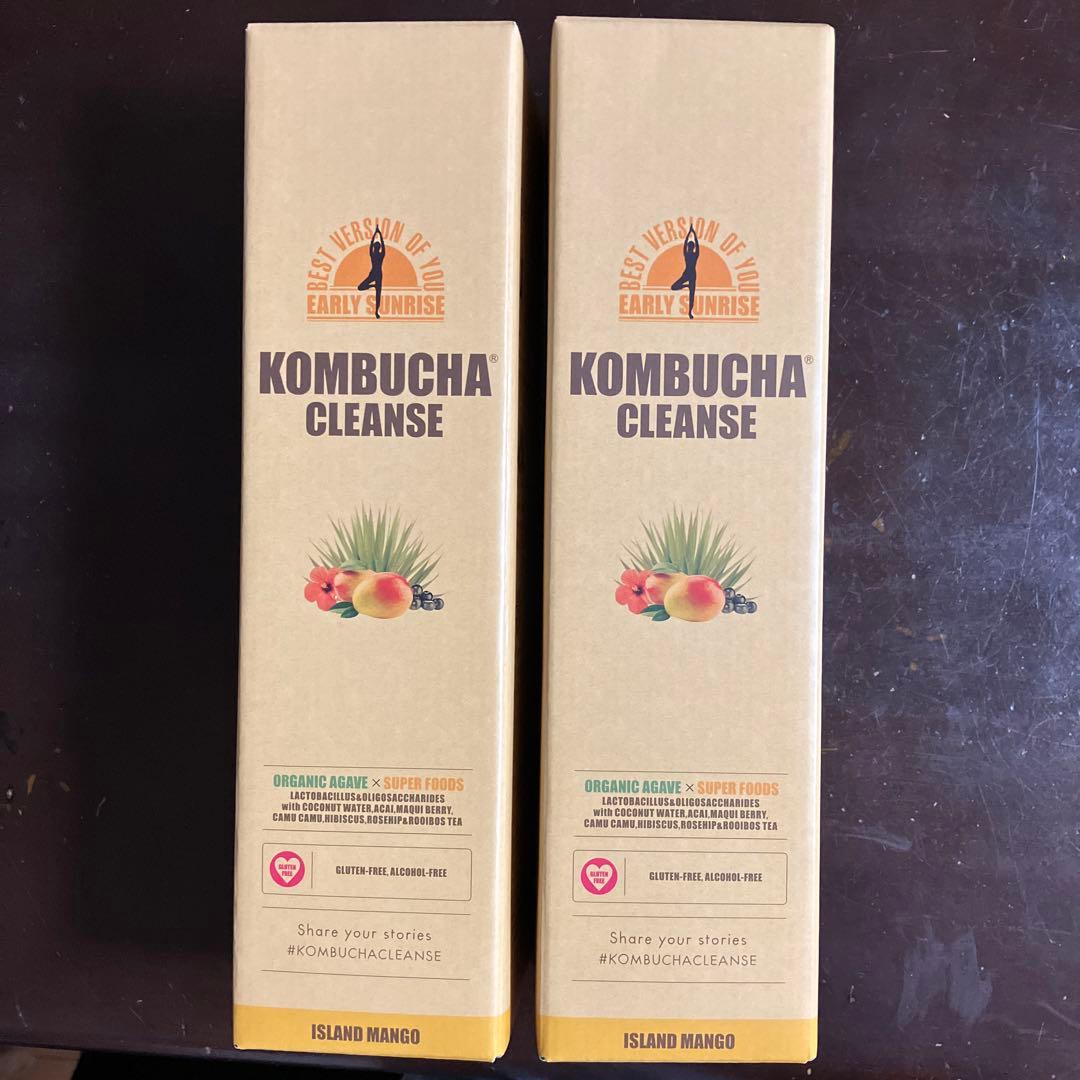 BEST VERSION OF YOU
EARLY SUNRISE
KOMBUCHA®
CLEANSE
ORGANIC AGAVE × SUPER FOODS
LACTOBACILLUS&OLIGOSACCHARIDES
with COCONUT WATER,ACAI,MAQUI BERRY,
CAMU CAMU,HIBISCUS,ROSEHIP&ROOIBOS TEA
GLUTEN
FREE
GLUTEN-FREE, ALCOHOL-FREE
Share your stories
#KOMBUCHACLEANSE
ISLAND MANGO
BEST VERSION OF YOU
EARLY SUNRISE
KOMBUCHA®
CLEANSE
ORGANIC AGAVE × SUPER FOODS
LACTOBACILLUS&OLIGOSACCHARIDES
with COCONUT WATER,ACAI,MAQUI BERRY,
CAMU CAMU,HIBISCUS,ROSEHIP&ROOIBOS TEA
GLUTEN
FREE
GLUTEN-FREE, ALCOHOL-FREE
Share your stories
#KOMBUCHACLEANSE
ISLAND MANGO